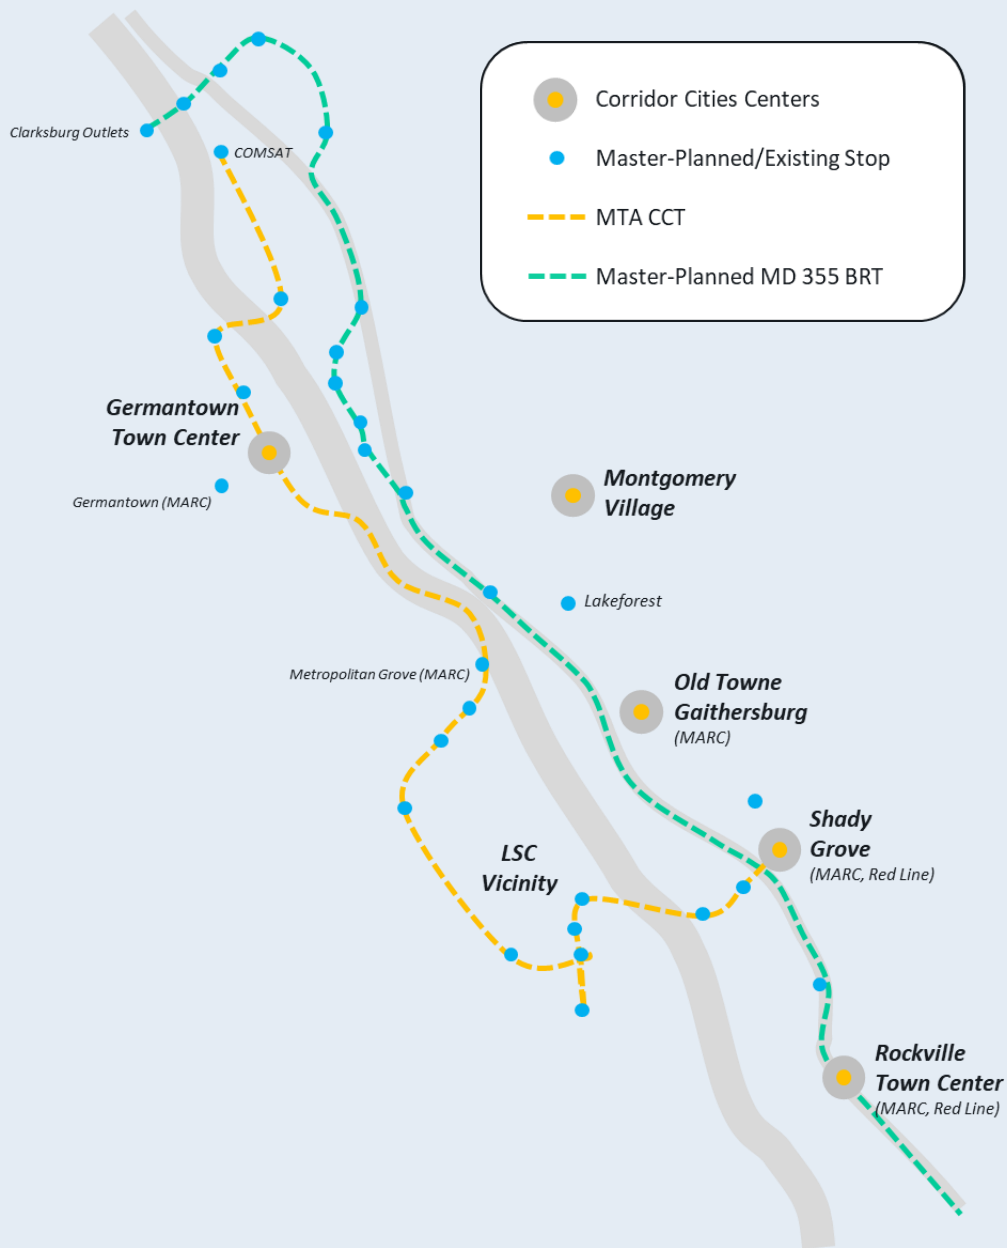 Corridor Cities Centers
Master-Planned/Existing Stop
MTA CCT
Master-Planned MD 355 BRT
Clarksburg Outlets
COMSAT
Germantown
Town Center
Germantown (MARC)
Montgomery
Village
Lakeforest
Metropolitan Grove (MARC)
Old Towne
Gaithersburg
(MARC)
Shady
Grove
(MARC, Red Line)
LSC
Vicinity
Rockville
Town Center
(MARC, Red Line)